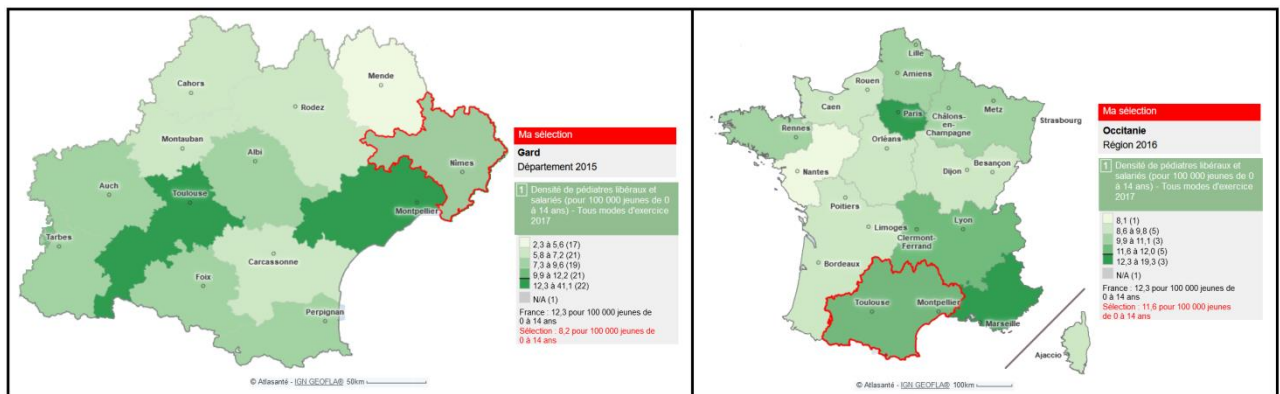 Mende
Cahors
Rodez
Montauban
Albi
Nîmes
Auch
Toulouse
Montpellier
Tarbes
Carcassonne
Foix
Perpignan
Ma sélection
Gard
Département 2015
1 Densité de pédiatres libéraux et
salariés (pour 100 000 jeunes de 0
à 14 ans) - Tous modes d'exercice
2017
2,3 à 5,6 (17)
5,8 à 7,2 (21)
7,3 à 9,6 (19)
9,9 à 12,2 (21)
12,3 à 41,1 (22)
N/A (1)
France : 12,3 pour 100 000 jeunes de
0 à 14 ans
Sélection : 8,2 pour 100 000 jeunes de
0 à 14 ans
© Atlasanté - IGN GEOFLA® 50km
Lille
Amiens
Rouen
Caen
Paris
Metz
Châlons-
en-
Champagne
Strasbourg
Rennes
Orléans
Besançon
Nantes
Dijon
Poitiers
Limoges
Lyon
Clermont-
Ferrand
Bordeaux
Toulouse
Montpellier
Marseille
Ajaccio
Ma sélection
Occitanie
Région 2016
1 Densité de pédiatres libéraux et
salariés (pour 100 000 jeunes de
0 à 14 ans) - Tous modes
d'exercice 2017
8,1 (1)
8,6 à 9,8 (5)
9,9 à 11,1 (3)
11,6 à 12,0 (5)
12,3 à 19,3 (3)
N/A (1)
France : 12,3 pour 100 000 jeunes
de 0 à 14 ans
Sélection : 11,6 pour 100 000 jeunes
de 0 à 14 ans
© Atlasanté - IGN GEOFLA® 100km